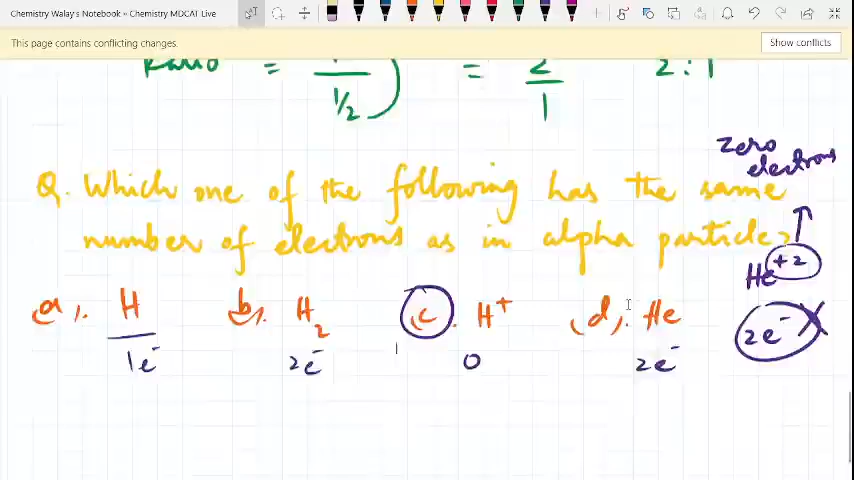 Chemistry Walay's Notebook » Chemistry MDCAT Live
This page contains conflicting changes.
Show conflicts
Ratio = 1/2 ) = 2/1 2:1
Zero
electrons
Q. Which one of the following has the same
number of electrons as in alpha particle?
He+2
(a). H (b). H2 (c). H+ (d). He
1e- 2e- 0 2e- 2e-